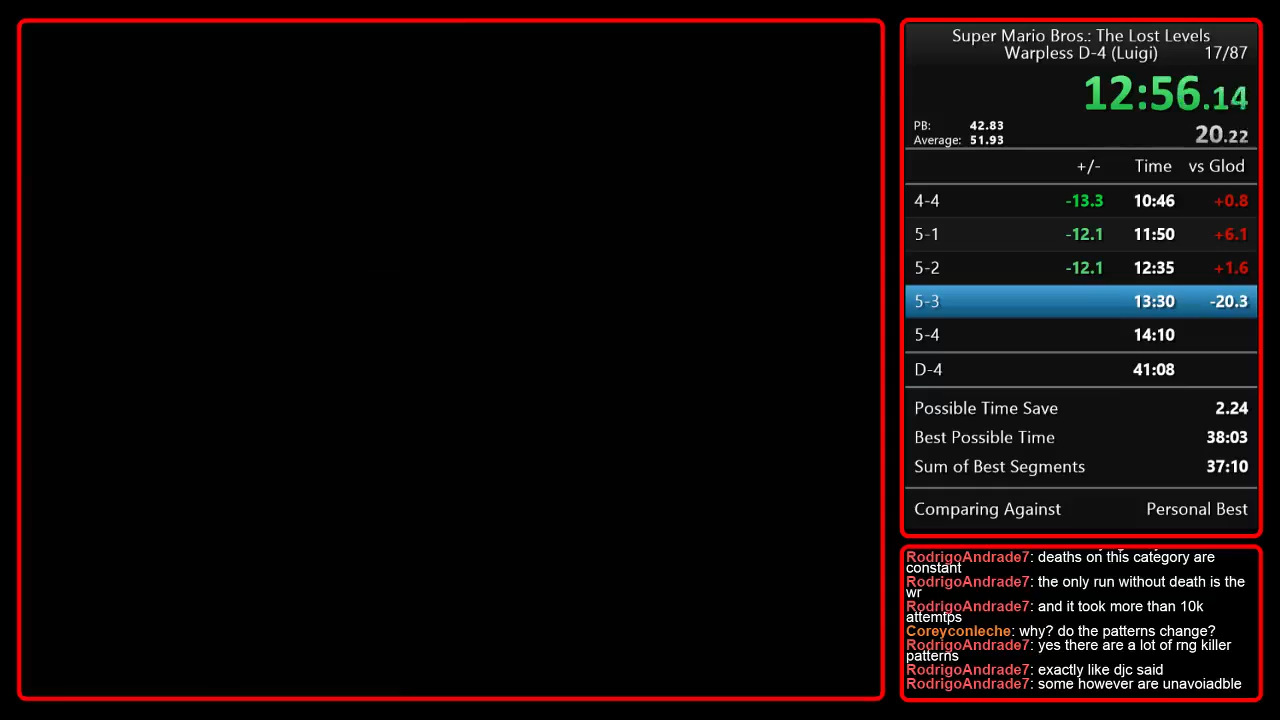 Super Mario Bros.: The Lost Levels
Warpless D-4 (Luigi) 17/87
12:56.14
PB: 42.83
Average: 51.93 20.22
+/- Time vs Glod
4-4 -13.3 10:46 +0.8
5-1 -12.1 11:50 +6.1
5-2 -12.1 12:35 +1.6
5-3 13:30 -20.3
5-4 14:10
D-4 41:08
Possible Time Save 2.24
Best Possible Time 38:03
Sum of Best Segments 37:10
Comparing Against Personal Best
RodrigoAndrade7: deaths on this category are
constant
RodrigoAndrade7: the only run without death is the
wr
RodrigoAndrade7: and it took more than 10k
attemtps
Coreyconleche: why? do the patterns change?
RodrigoAndrade7: yes there are a lot of rng killer
patterns
RodrigoAndrade7: exactly like djc said
RodrigoAndrade7: some however are unavoiadble